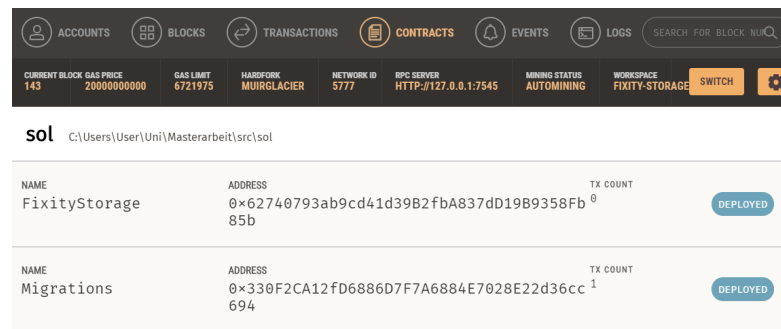 ACCOUNTS BLOCKS TRANSACTIONS CONTRACTS EVENTS LOGS SEARCH FOR BLOCK NU
CURRENT BLOCK GAS PRICE GAS LIMIT HARDFORK NETWORK ID RPC SERVER MINING STATUS WORKSPACE
143 20000000000 6721975 MUIRGLACIER 5777 HTTP://127.0.0.1:7545 AUTOMINING FIXITY-STORAGE SWITCH
sol C:\Users\User\Uni\Masterarbeit\src\sol
NAME ADDRESS TX COUNT
FixityStorage 0×62740793ab9cd41d39B2fbA837dD19B9358Fb 0 DEPLOYED
85b
NAME ADDRESS TX COUNT
Migrations 0×330F2CA12fD6886D7F7A6884E7028E22d36cc 1 DEPLOYED
694